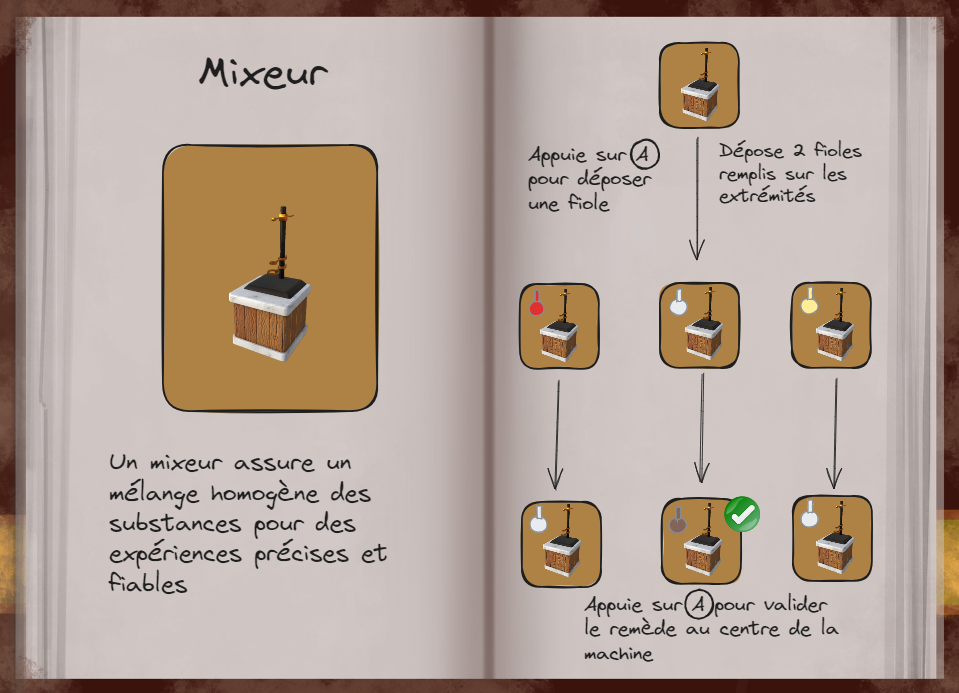 Mixeur
Un mixeur assure un
mélange homogène des
substances pour des
expériences précises et
fiables
Appuie sur A
pour déposer
une fiole
Dépose 2 fioles
remplis sur les
extrémités
Appuie sur A pour valider
le remède au centre de la
machine